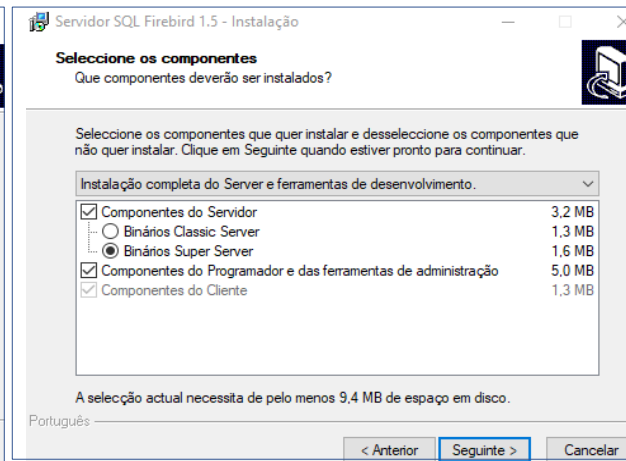 Servidor SQL Firebird 1.5 - Instalação
Seleccione os componentes
Que componentes deverão ser instalados?
Seleccione os componentes que quer instalar e desseleccione os componentes que
não quer instalar. Clique em Seguinte quando estiver pronto para continuar.
Instalação completa do Server e ferramentas de desenvolvimento.
Componentes do Servidor 3,2 MB
Binários Classic Server 1,3 MB
Binários Super Server 1,6 MB
Componentes do Programador e das ferramentas de administração 5,0 MB
Componentes do Cliente 1,3 MB
A selecção actual necessita de pelo menos 9,4 MB de espaço em disco.
Português
< Anterior Seguinte > Cancelar